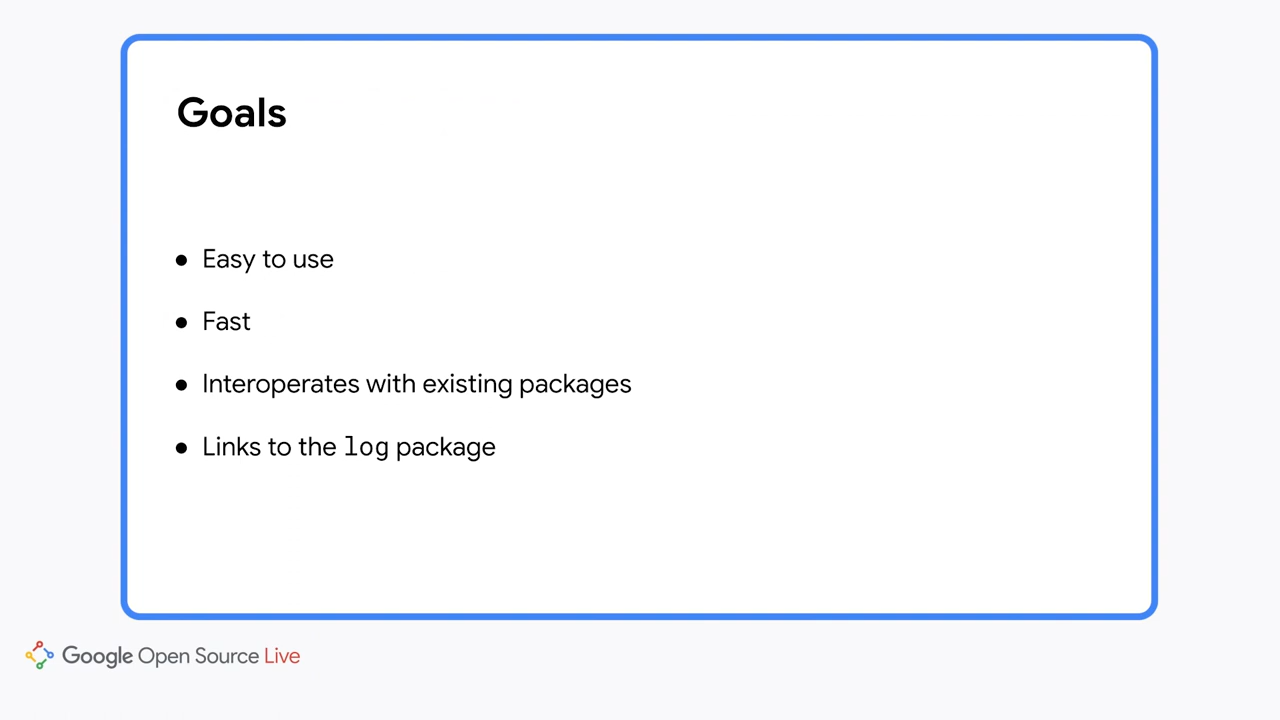 Goals
● Easy to use
● Fast
● Interoperates with existing packages
● Links to the log package
Google Open Source Live